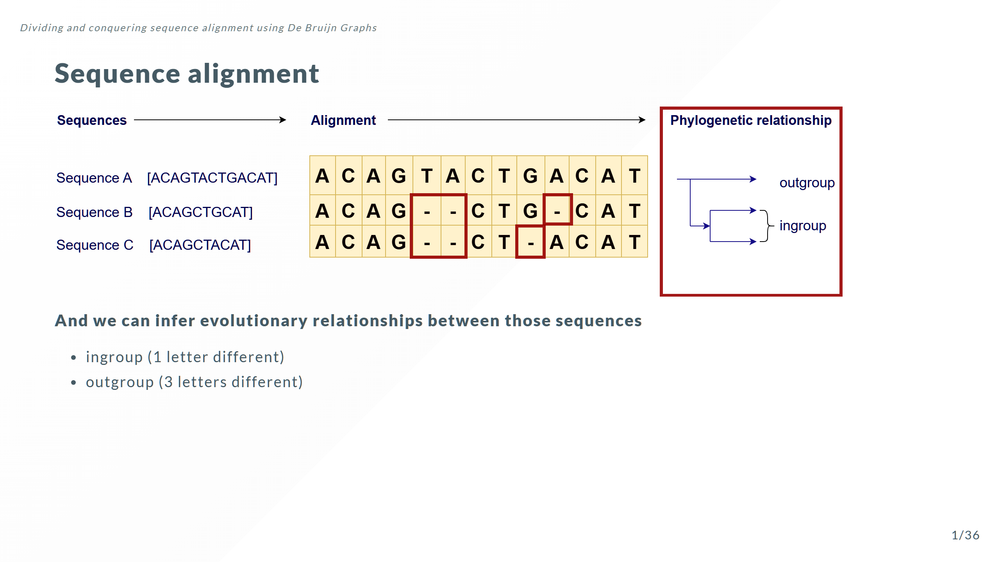 Dividing and conquering sequence alignment using De Bruijn Graphs
Sequence alignment
Sequences
Alignment
Phylogenetic relationship
Sequence A [ACAGTACTGACAT]
Sequence B [ACAGCTGCAT]
Sequence C [ACAGCTACAT]
A C A G T A C T G A C A T
A C A G - - C T G - C A T
A C A G - - C T - A C A T
outgroup
ingroup
And we can infer evolutionary relationships between those sequences
• ingroup (1 letter different)
• outgroup (3 letters different)
1/36